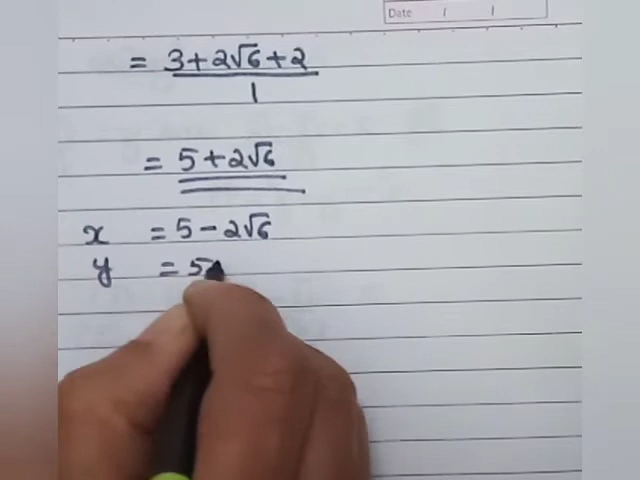 Date / /
= 3+2√6+2
1
= 5+2√6
x = 5-2√6
y = 5